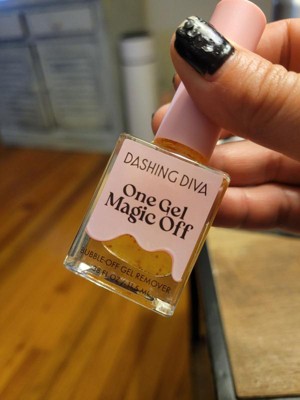 DASHING DIVA
One Gel
Magic Off
BUBBLE-OFF GEL REMOVER